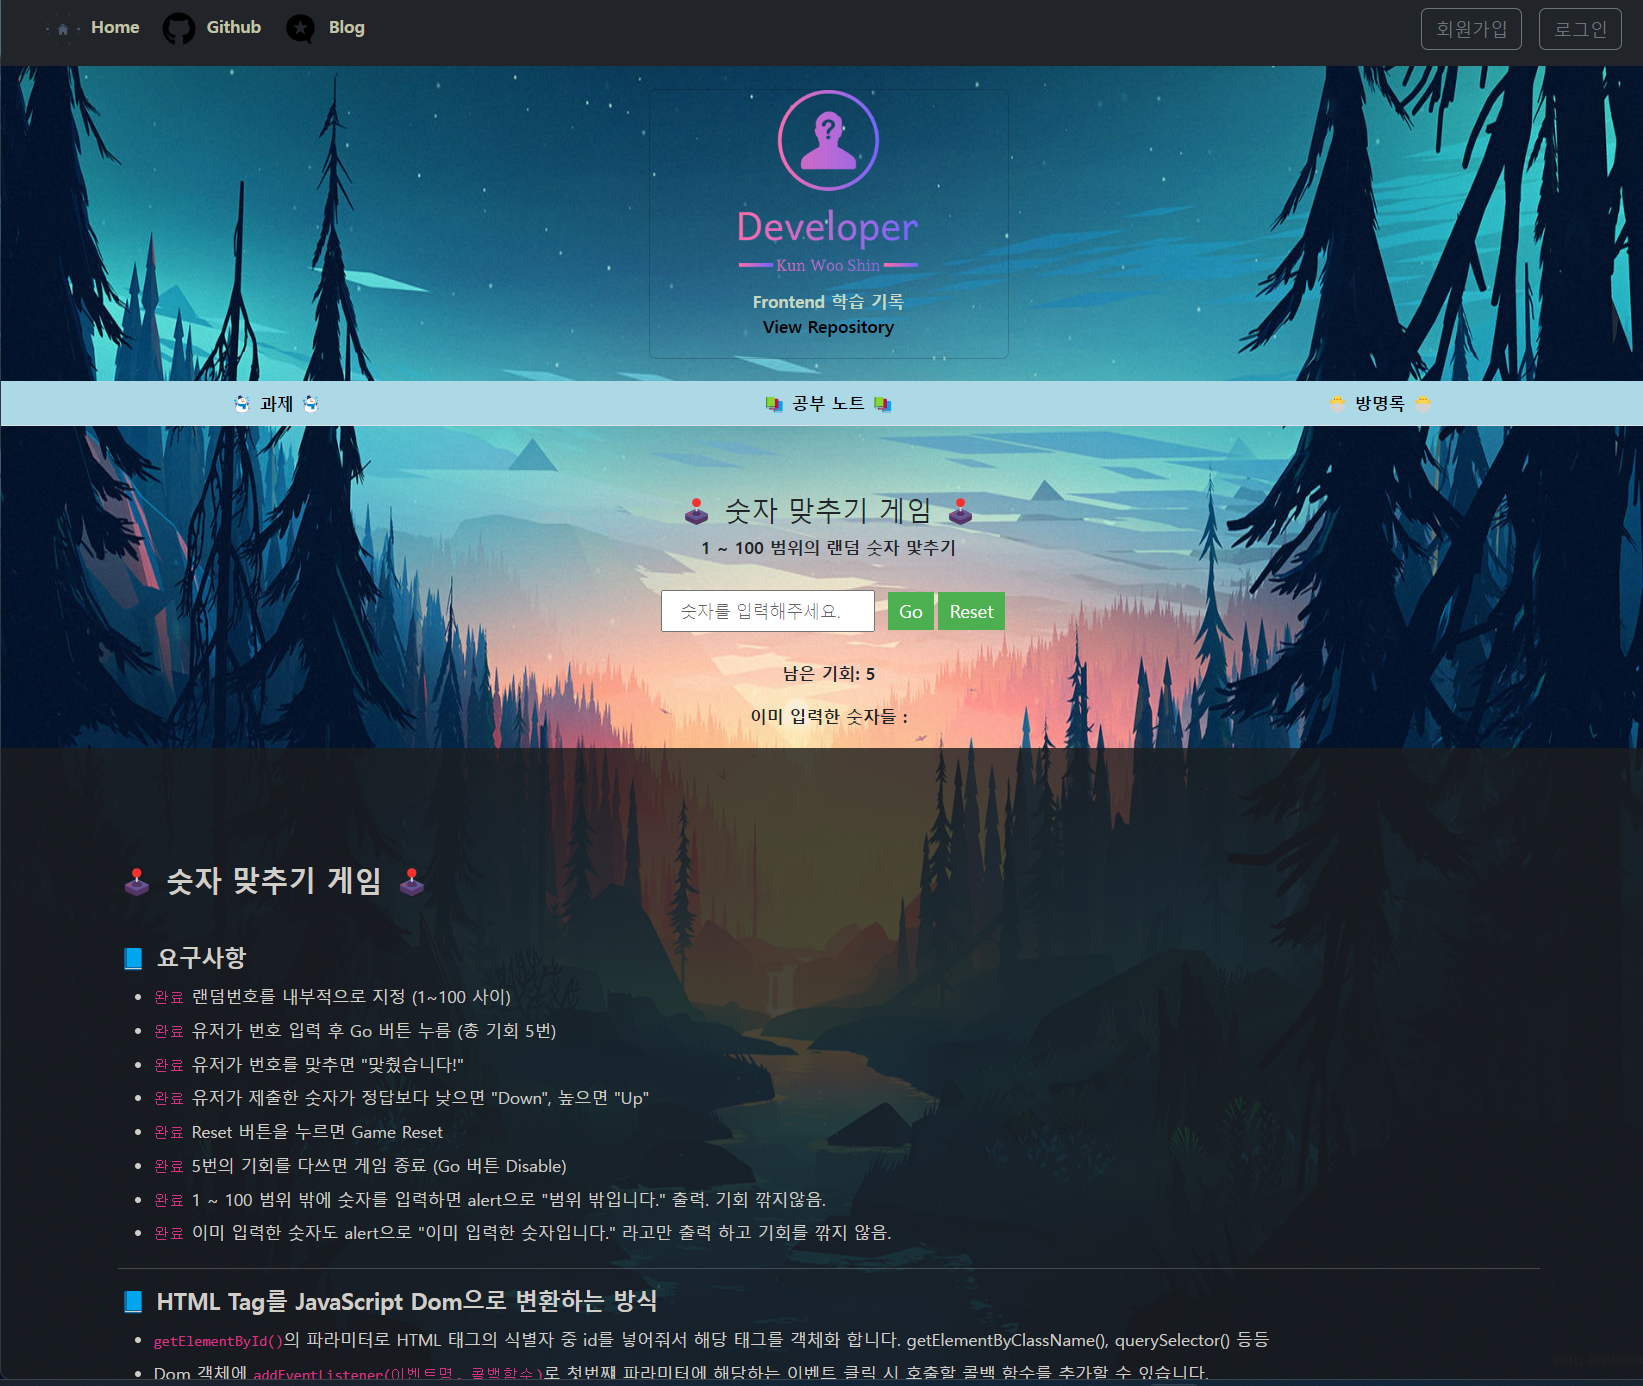 Home Github Blog 회원가입 로그인
Developer
Kun Woo Shin
Frontend 학습 기록
View Repository
과제 공부 노트 방명록
숫자 맞추기 게임
1 ~ 100 범위의 랜덤 숫자 맟추기
숫자를 입력해주세요. Go Reset
남은 기회: 5
이미 입력한 숫자들 :
숫자 맞추기 게임
요구사항
완료 랜덤번호를 내부적으로 지정 (1~100 사이)
완료 유저가 번호 입력 후 Go 버튼 누름 (총 기회 5번)
완료 유저가 번호를 맞추면 "맟췄습니다!"
완료 유저가 제출한 숫자가 정답보다 낮으면 "Down", 높으면 "Up"
완료 Reset 버튼을 누르면 Game Reset
완료 5번의 기회를 다쓰면 게임 종료 (Go 버튼 Disable)
완료 1 ~ 100 범위 밖에 숫자를 입력하면 alert으로 "범위 밖입니다." 출력. 기회 깎지않음.
완료 이미 입력한 숫자도 alert으로 "이미 입력한 숫자입니다." 라고만 출력 하고 기회를 깎지 않음.
HTML Tag를 JavaScript Dom으로 변환하는 방식
getElementById()의 파라미터로 HTML 태그의 식별자 중 id를 넣어줘서 해당 태그를 객체화 합니다. getElementByClassName(), querySelector() 등등
Dom 객체에 addEventListener(이벤트명, 콜백함수)로 첫번째 파라미터에 해당하는 이벤트 클릭 시 호출할 콜백 함수를 추가할 수 있습니다.